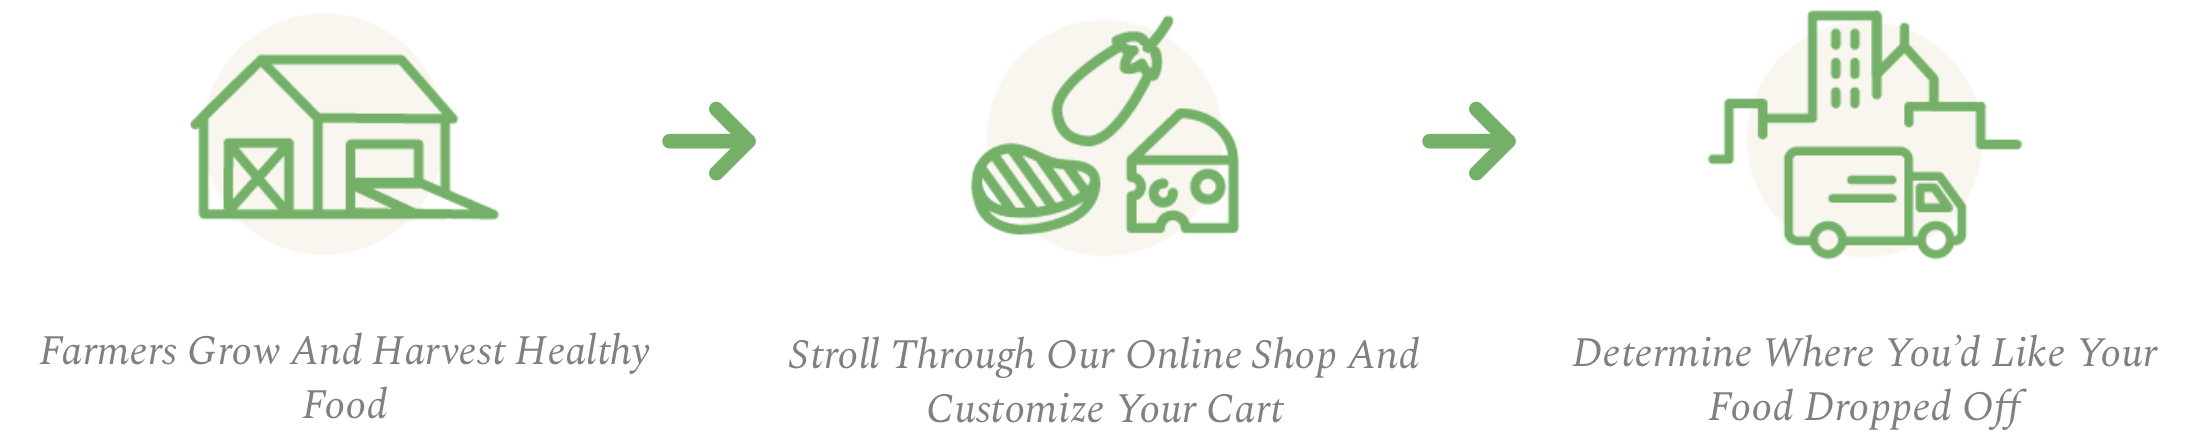 Farmers Grow And Harvest Healthy
Food
Stroll Through Our Online Shop And
Customize Your Cart
Determine Where You’d Like Your
Food Dropped Off